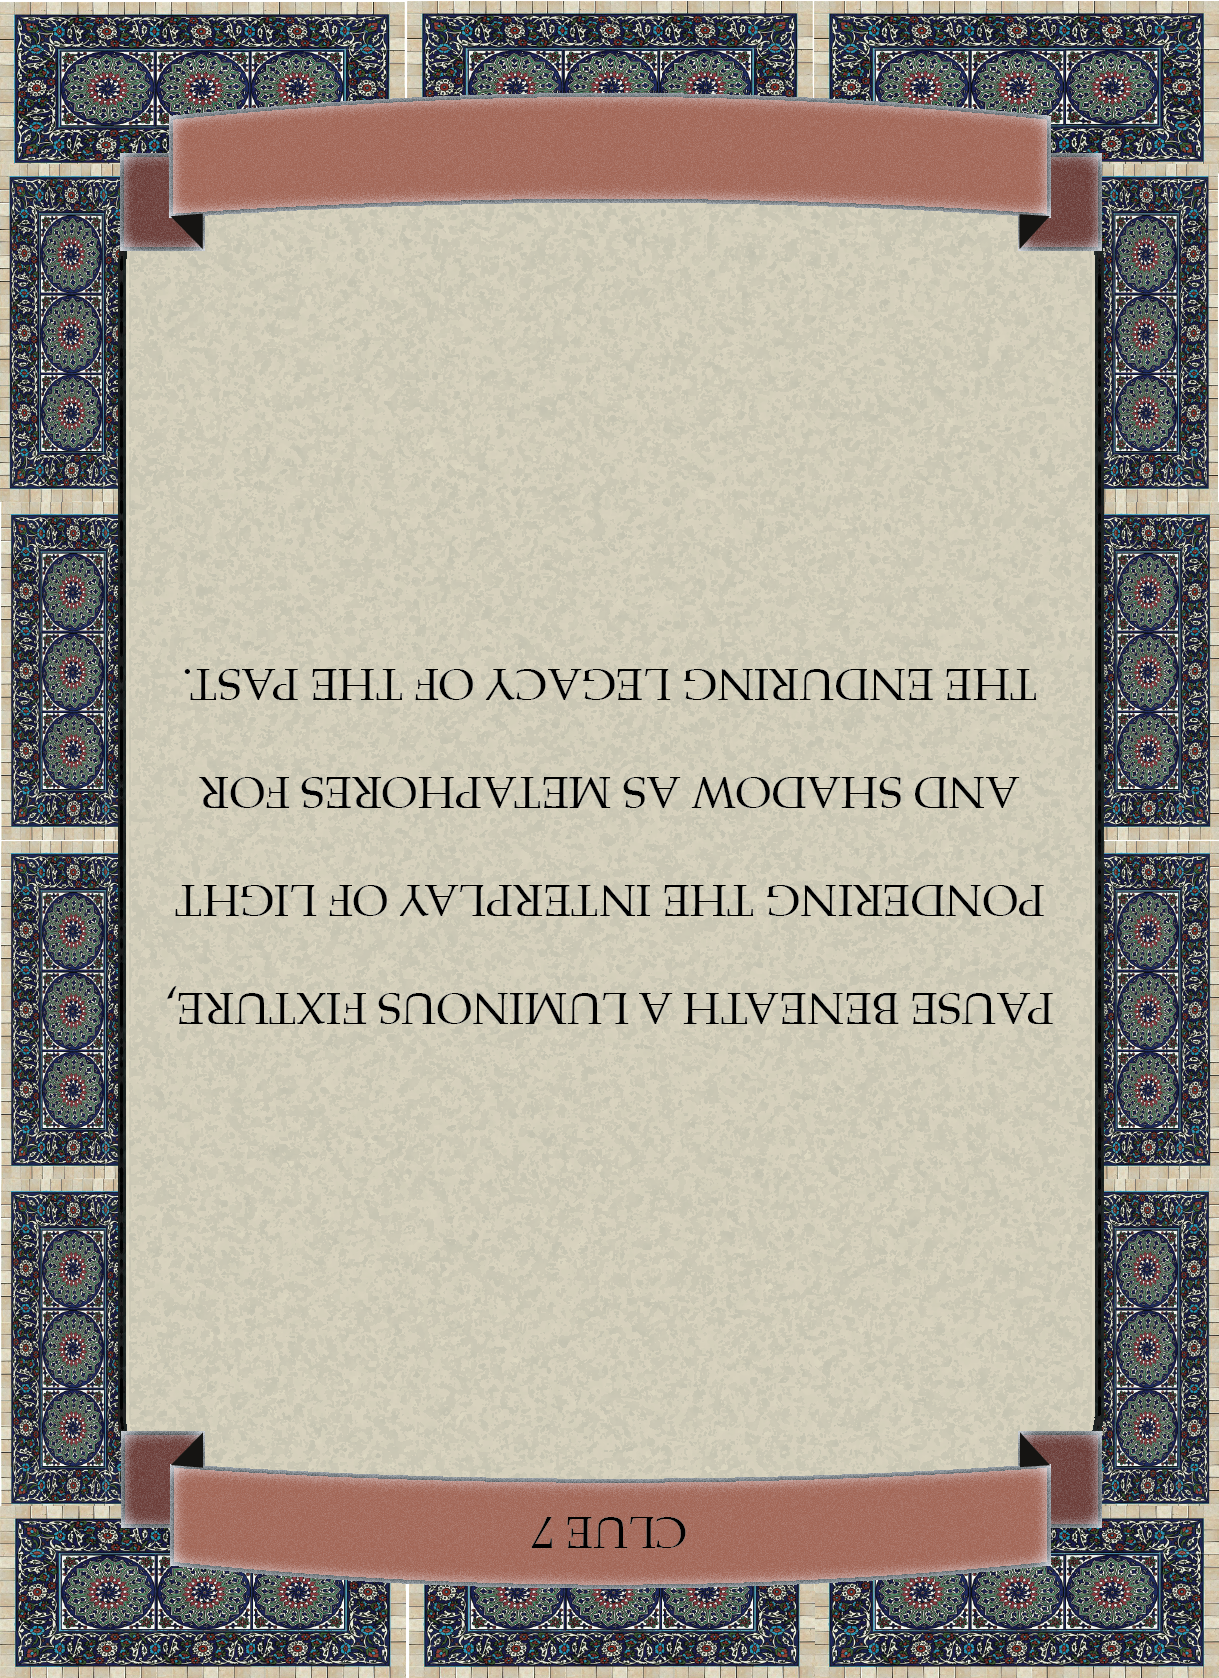 CLUE 7
PAUSE BENEATH A LUMINOUS FIXTURE,
PONDERING THE INTERPLAY OF LIGHT
AND SHADOW AS METAPHORES FOR
THE ENDURING LEGACY OF THE PAST.